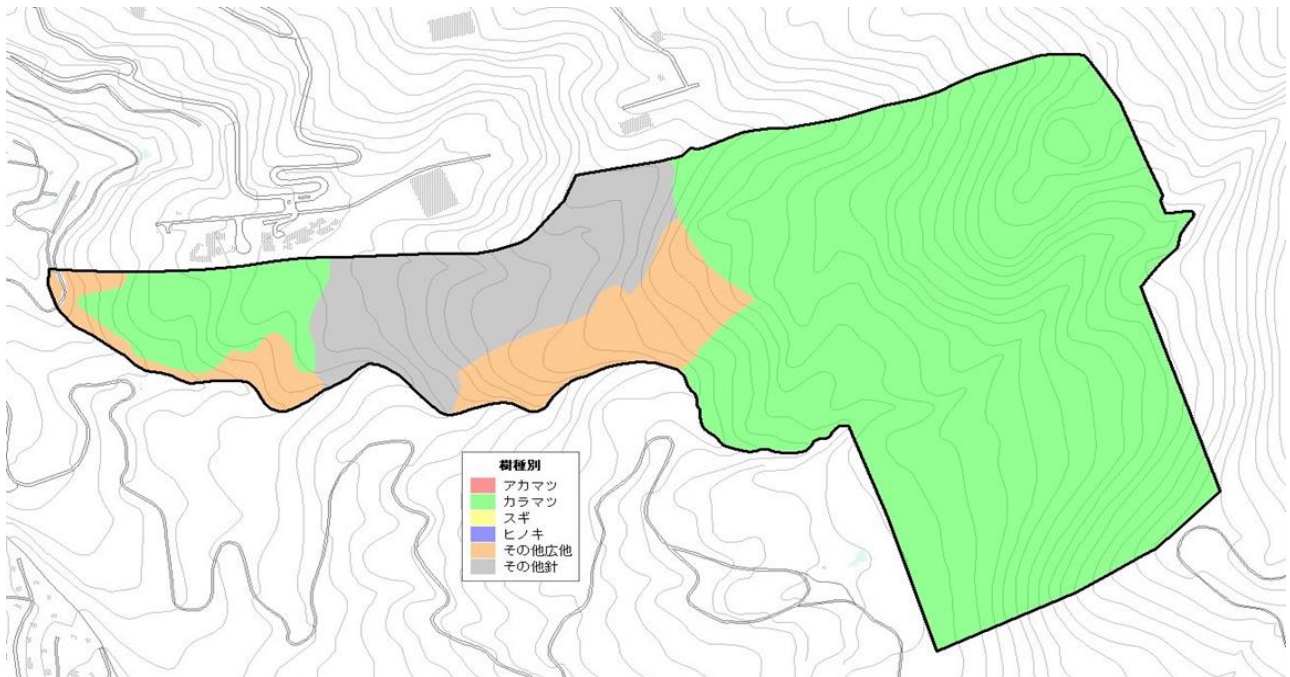 樹種別
アカマツ
カラマツ
スギ
ヒノキ
その他広他
その他針